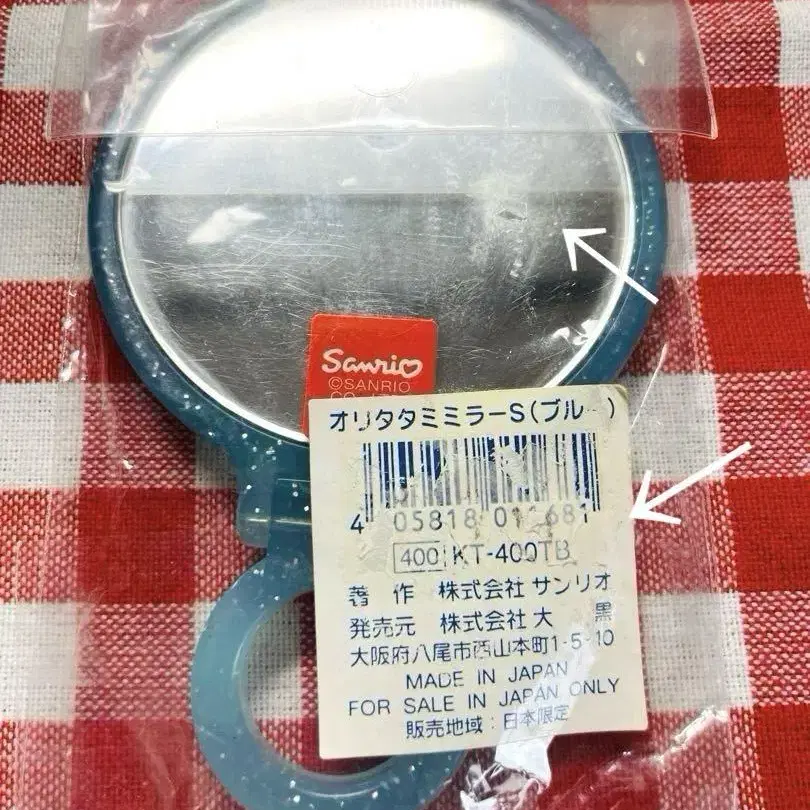 Sanrio
©SANRIO
オリタタミミラーS(ブルー)
4 05818 01 681
400 KT-400TB
著 作 株式会社 サンリオ
発売元 株式会社 大 黒
大阪府八尾市西山本町1-5-10
MADE IN JAPAN
FOR SALE IN JAPAN ONLY
販売地域：日本限定